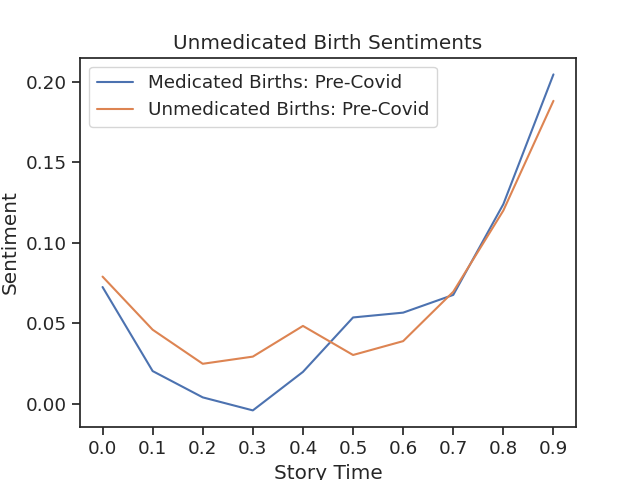 Unmedicated Birth Sentiments
Medicated Births: Pre-Covid
Unmedicated Births: Pre-Covid
Sentiment
0.20
0.15
0.10
0.05
0.00
0.0 0.1 0.2 0.3 0.4 0.5 0.6 0.7 0.8 0.9
Story Time